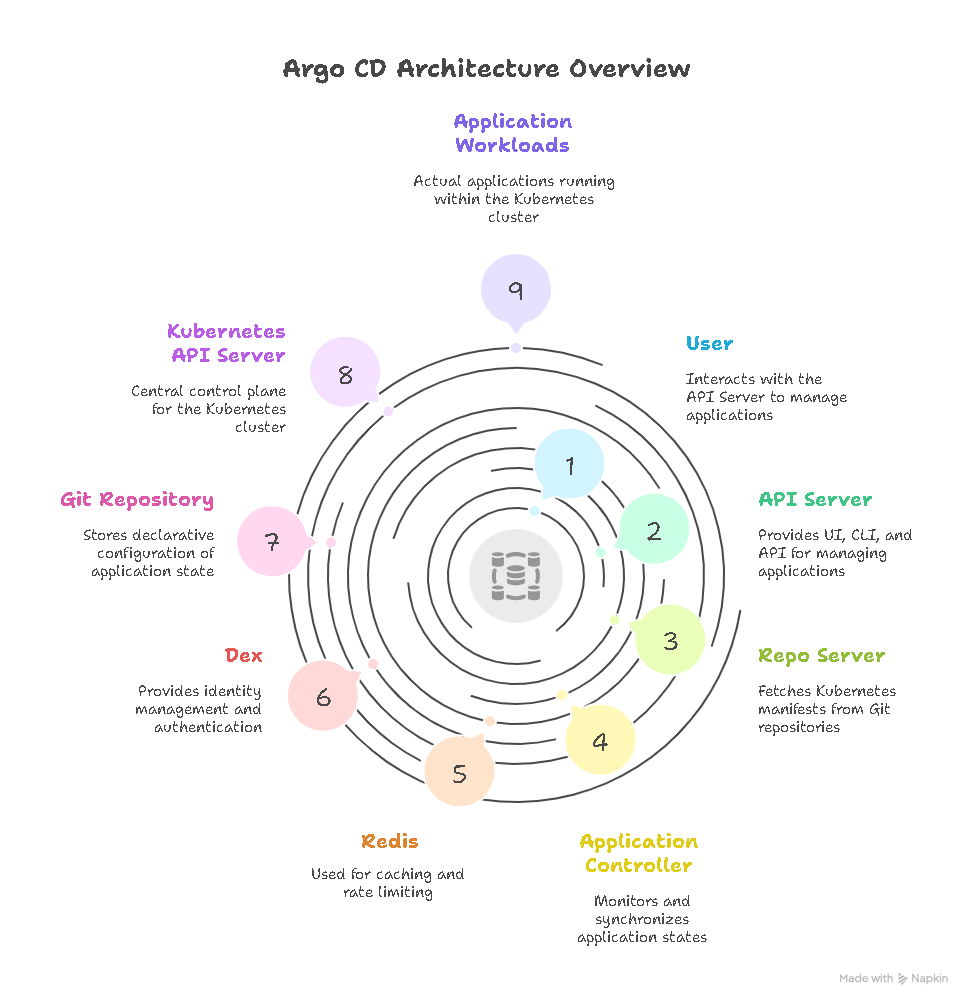 Argo CD Architecture Overview
Application
Workloads
Actual applications running
within the Kubernetes
cluster
9
Kubernetes
API Server
8
Central control plane
for the Kubernetes
cluster
User
Interacts with the
API Server to manage
applications
1
Git Repository
7
Stores declarative
configuration of
application state
2
API Server
Provides UI, CLI, and
API for managing
applications
3
Repo Server
Fetches Kubernetes
manifests from Git
repositories
Dex
6
Provides identity
management and
authentication
4
5
Redis
Used for caching and
rate limiting
Application
Controller
Monitors and
synchronizes
application states
Made with Napkin